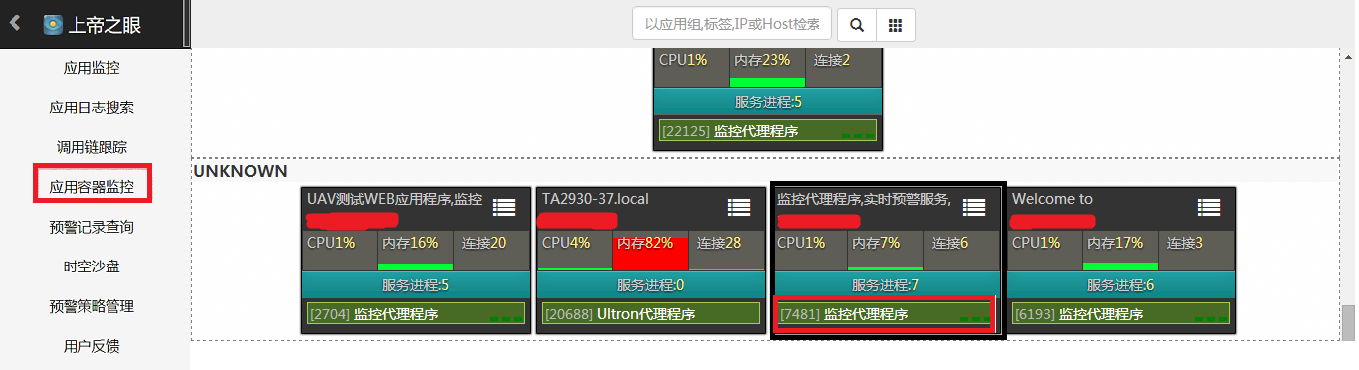 上帝之眼
以应用组,标签,IP或Host检索
应用监控
应用日志搜索
调用链跟踪
应用容器监控
预警记录查询
时空沙盘
预警策略管理
用户反馈
CPU1% 内存23% 连接2
服务进程:5
[22125] 监控代理程序
UNKNOWN
UAV测试WEB应用程序,监控
CPU1% 内存16% 连接20
服务进程:5
[2704] 监控代理程序
TA2930-37.local
CPU4% 内存82% 连接28
服务进程:0
[20688] Ultron代理程序
监控代理程序,实时预警服务,
CPU1% 内存7% 连接6
服务进程:7
[7481] 监控代理程序
Welcome to
CPU1% 内存17% 连接3
服务进程:6
[6193] 监控代理程序